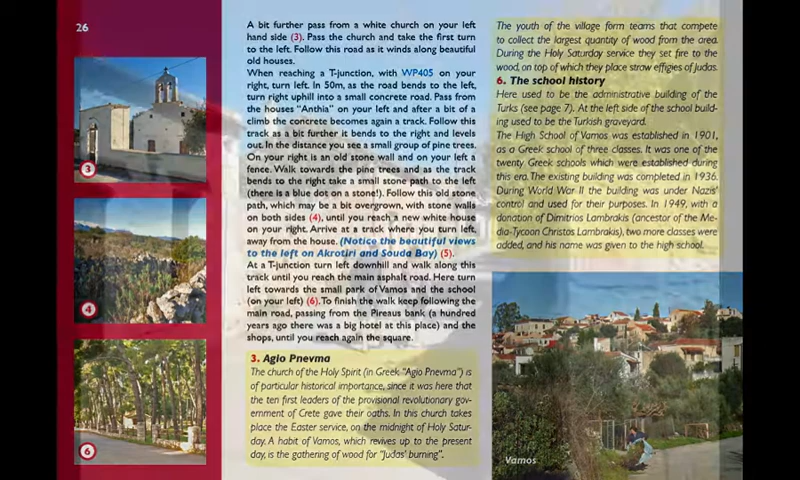 26
A bit further pass from a white church on your left
hand side (3). Pass the church and take the first turn
to the left. Follow this road as it winds along beautiful
old houses.
When reaching a T-junction, with WP405 on your
right, turn left. In 50m, as the road bends to the left,
turn right uphill into a small concrete road. Pass from
the houses "Anthia" on your left and after a bit of a
climb the concrete becomes again a track. Follow this
track as a bit further it bends to the right and levels
out. In the distance you see a small group of pine trees.
On your right is an old stone wall and on your left a
fence. Walk towards the pine trees and as the track
bends to the right take a small stone path to the left
(there is a blue dot on a stone!). Follow this old stone
path, which may be a bit overgrown, with stone walls
on both sides (4), until you reach a new white house
on your right. Arrive at a track where you turn left,
away from the house. (Notice the beautiful views
to the left on Akrotiri and Souda Bay) (5).
At a T-junction turn left downhill and walk along this
track until you reach the main asphalt road. Here turn
left towards the small park of Vamos and the school
(on your left) (6). To finish the walk keep following the
main road, passing from the Pireaus bank (a hundred
years ago there was a big hotel at this place) and the
shops, until you reach again the square.
3. Agio Pnevma
The church of the Holy Spirit (in Greek "Agio Pnevma") is
of particular historical importance, since it was here that
the ten first leaders of the provisional revolutionary gov-
ernment of Crete gave their oaths. In this church takes
place the Easter service, on the midnight of Holy Satur-
day. A habit of Vamos, which revives up to the present
day, is the gathering of wood for "Judas' burning".
The youth of the village form teams that compete
to collect the largest quantity of wood from the area.
During the Holy Saturday service they set fire to the
wood, on top of which they place straw effigies of Judas.
6. The school history
Here used to be the administrative building of the
Turks (see page 7). At the left side of the school build-
ing used to be the Turkish graveyard.
The High School of Vamos was established in 1901,
as a Greek school of three classes. It was one of the
twenty Greek schools which were established during
this era. The existing building was completed in 1936.
During World War II the building was under Nazis'
control and used for their purposes. In 1949, with a
donation of Dimitrios Lambrakis (ancestor of the Me-
dia-Tycoon Christos Lambrakis), two more classes were
added, and his name was given to the high school.
3
4
6
Vamos